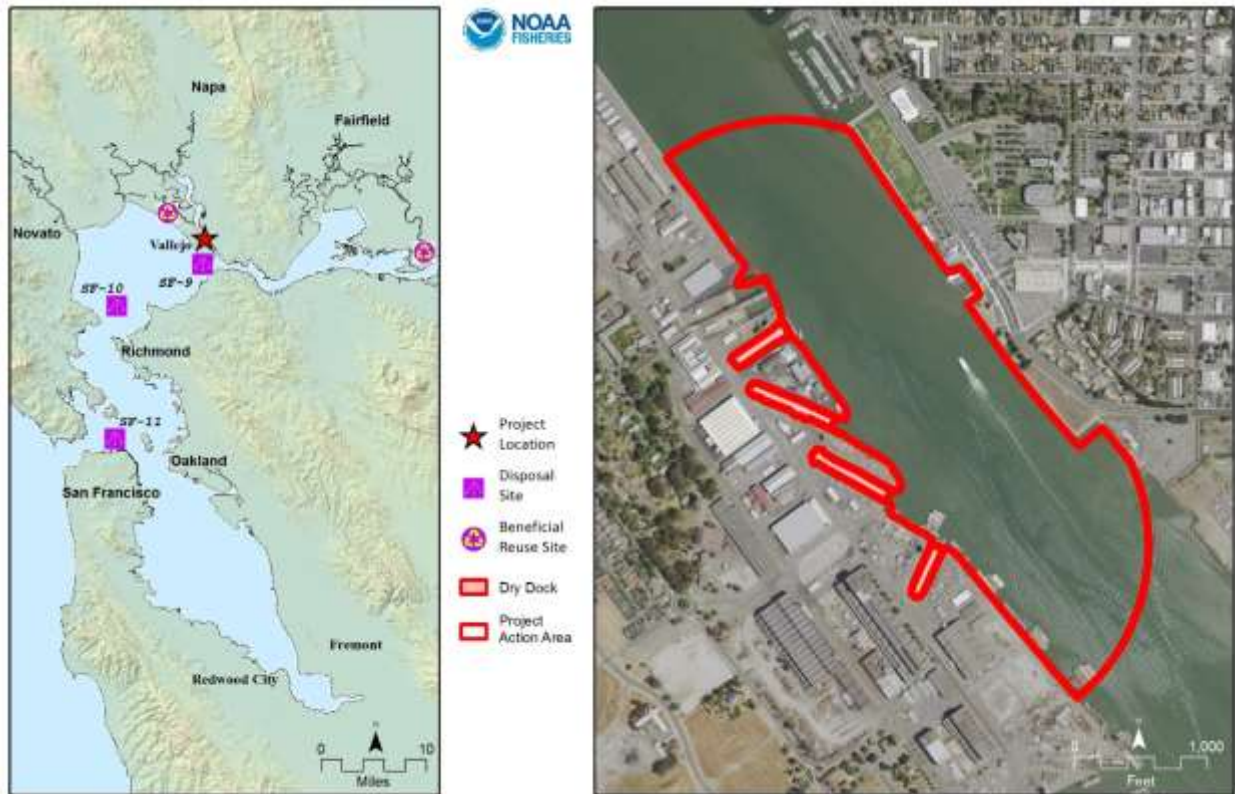 NOAA
FISHERIES
Napa
Fairfield
Novato
Vallejo
SF-9
SF-10
Richmond
SF-11
Oakland
San Francisco
Fremont
Redwood City
N
0 10
Miles
Project
Location
Disposal
Site
Beneficial
Reuse Site
Dry Dock
Project
Action Area
N
0 1,000
Feet